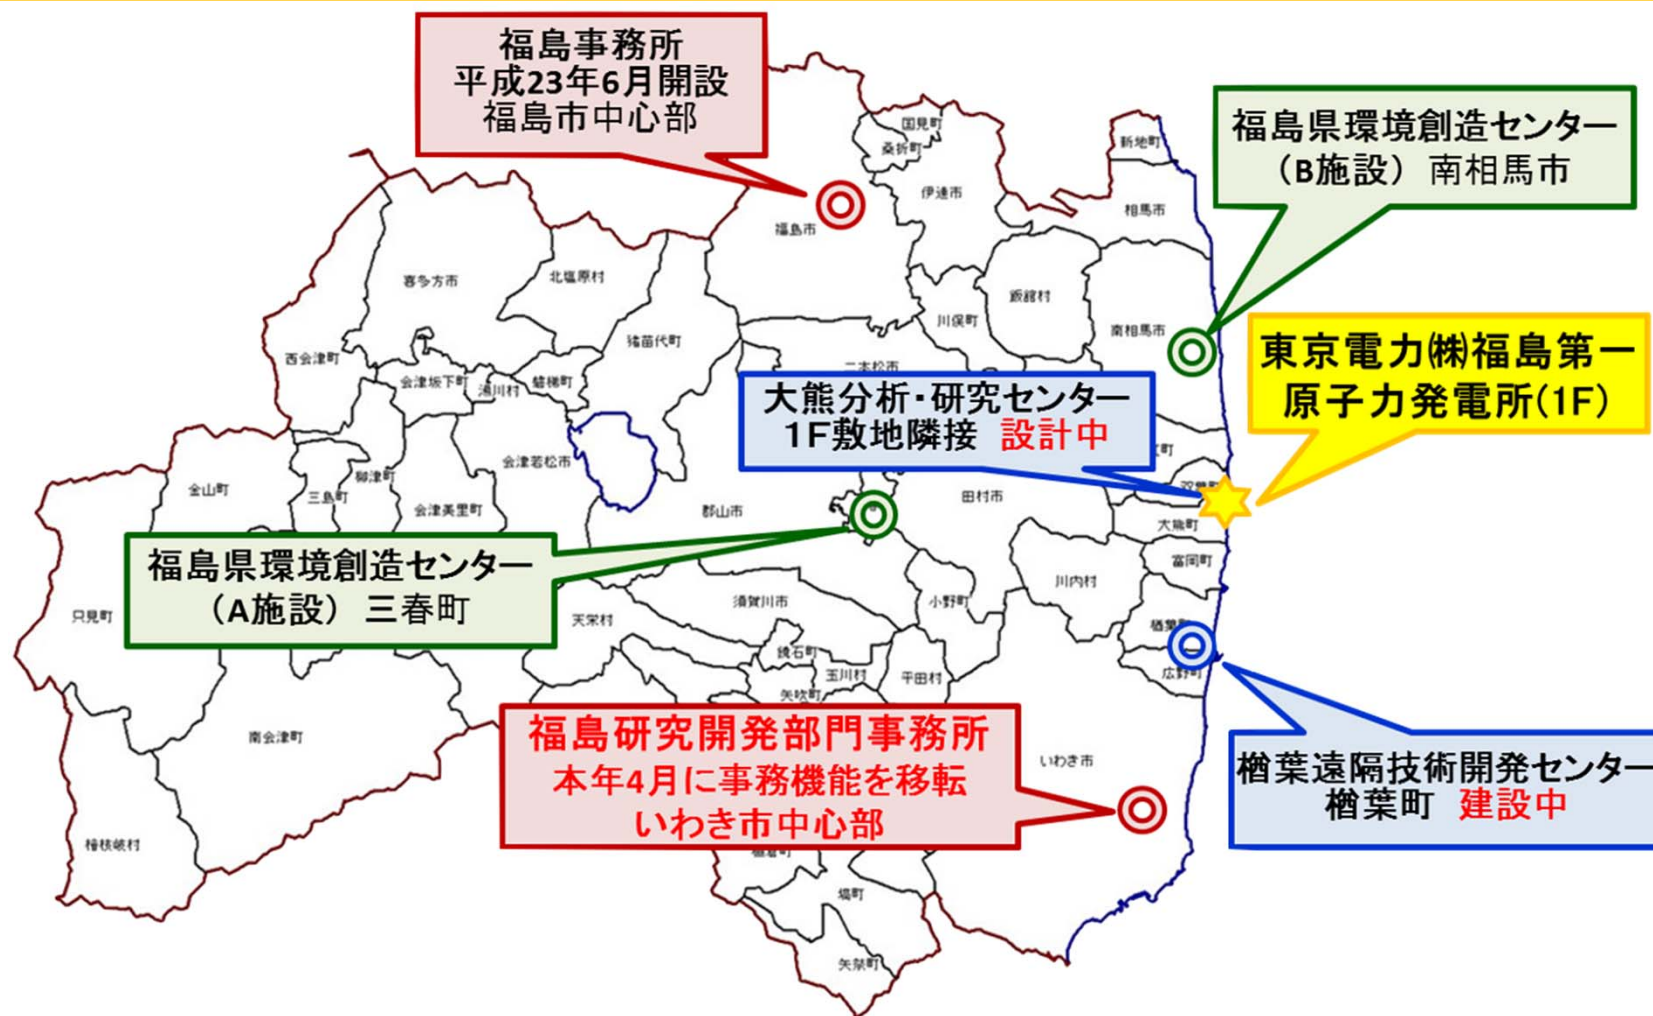 福島事務所
平成23年6月開設
福島市中心部
福島県環境創造センター
（B施設） 南相馬市
東京電力㈱福島第一
原子力発電所(1F)
大熊分析・研究センター
1F敷地隣接 設計中
福島県環境創造センター
（A施設） 三春町
福島研究開発部門事務所
本年4月に事務機能を移転
いわき市中心部
楢葉遠隔技術開発センター
楢葉町 建設中
国見町
桑折町
新地町
伊達市
相馬市
福島市
喜多方市
北塩原村
飯舘村
川俣町
南相馬市
猪苗代町
西会津町
二本松市
会津坂下町
湯川村
磐梯町
会津若松市
柳津町
金山町
三島町
会津美里町
郡山市
田村市
双葉町
大熊町
富岡町
川内村
只見町
天栄村
須賀川市
小野町
楢葉町
広野町
鏡石町
玉川村
平田村
矢吹町
南会津町
いわき市
檜枝岐村
棚倉町
塙町
矢祭町